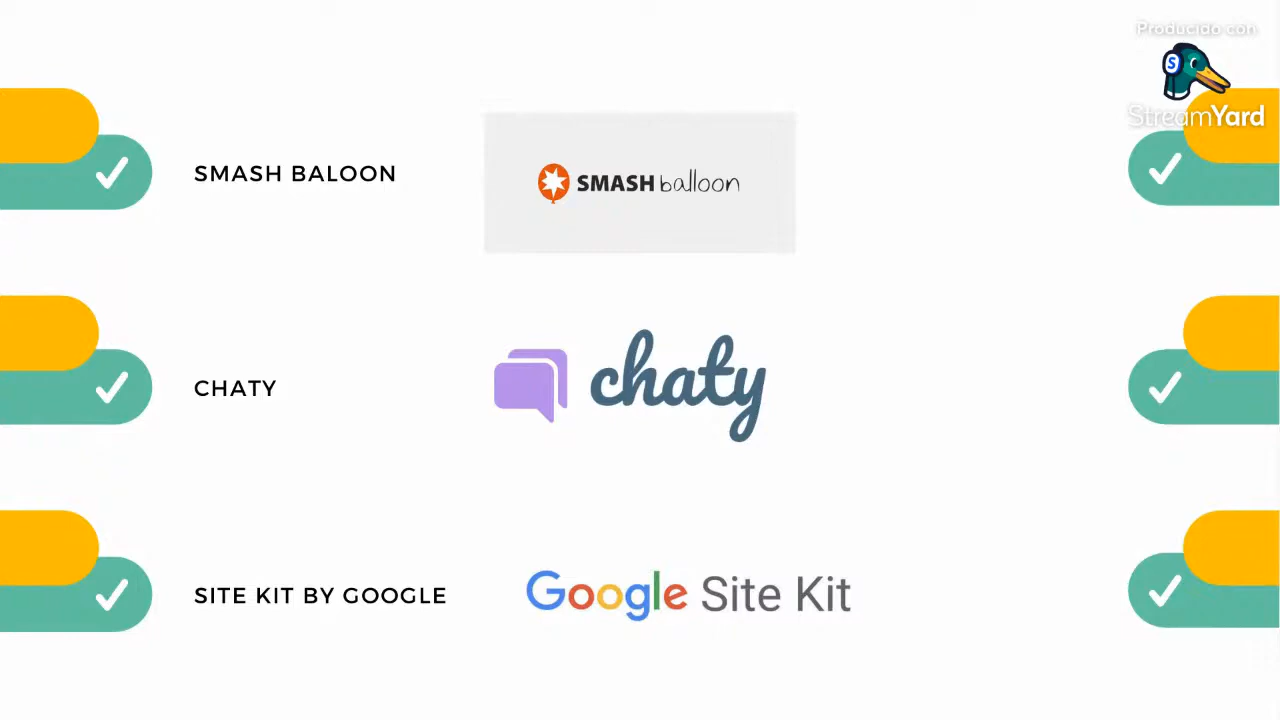 Producido con
StreamYard
SMASH BALOON
SMASH balloon
CHATY
chaty
SITE KIT BY GOOGLE
Google Site Kit